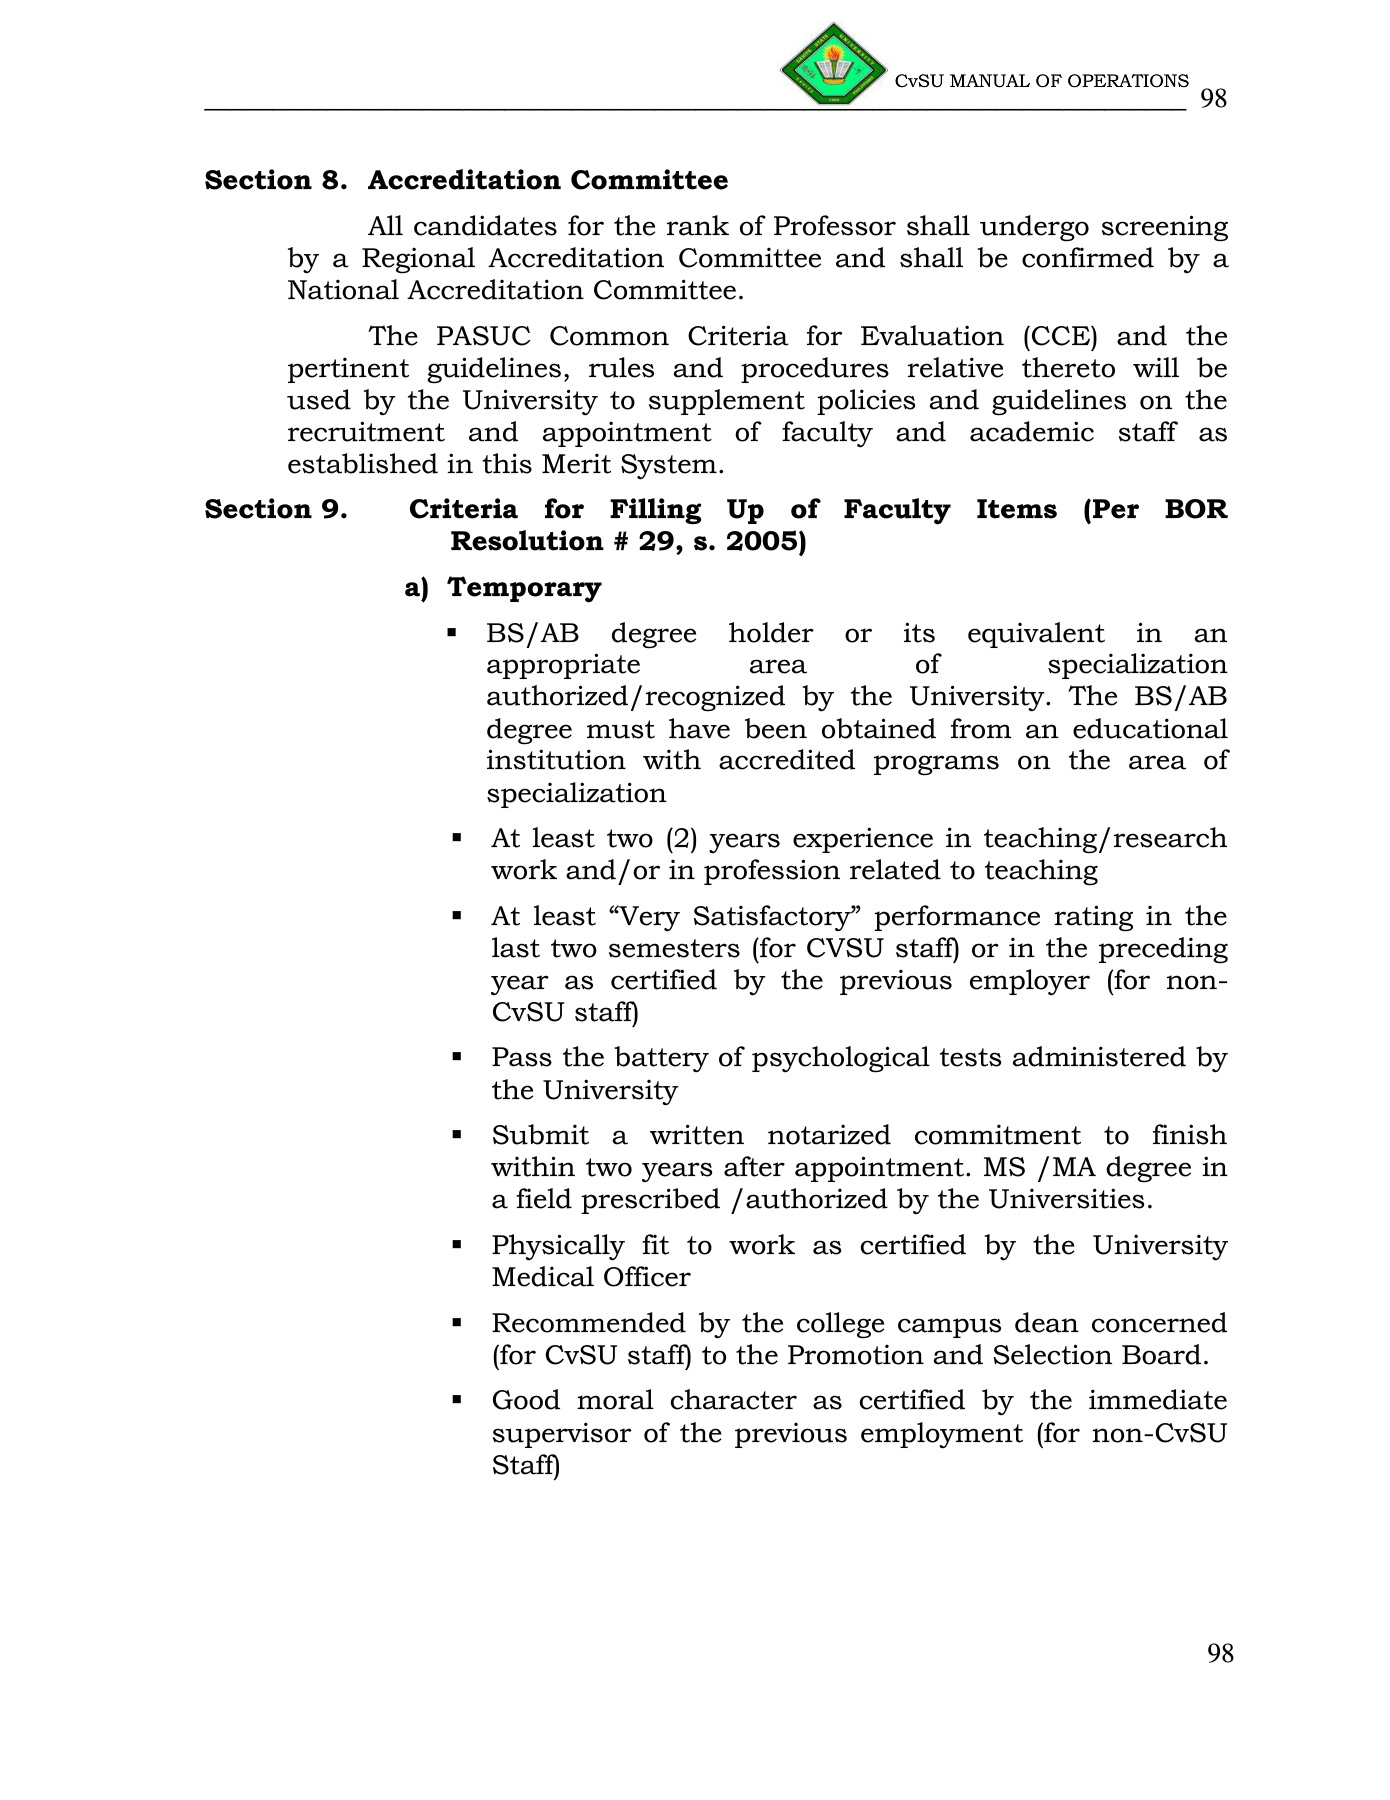 CvSU MANUAL OF OPERATIONS 98
Section 8. Accreditation Committee
All candidates for the rank of Professor shall undergo screening
by a Regional Accreditation Committee and shall be confirmed by a
National Accreditation Committee.
The PASUC Common Criteria for Evaluation (CCE) and the
pertinent guidelines, rules and procedures relative thereto will be
used by the University to supplement policies and guidelines on the
recruitment and appointment of faculty and academic staff as
established in this Merit System.
Section 9. Criteria for Filling Up of Faculty Items (Per BOR
Resolution # 29, s. 2005)
a) Temporary
▪ BS/AB degree holder or its equivalent in an
appropriate area of specialization
authorized/recognized by the University. The BS/AB
degree must have been obtained from an educational
institution with accredited programs on the area of
specialization
▪ At least two (2) years experience in teaching/research
work and/or in profession related to teaching
▪ At least “Very Satisfactory” performance rating in the
last two semesters (for CVSU staff) or in the preceding
year as certified by the previous employer (for non-
CvSU staff)
▪ Pass the battery of psychological tests administered by
the University
▪ Submit a written notarized commitment to finish
within two years after appointment. MS /MA degree in
a field prescribed /authorized by the Universities.
▪ Physically fit to work as certified by the University
Medical Officer
▪ Recommended by the college campus dean concerned
(for CvSU staff) to the Promotion and Selection Board.
▪ Good moral character as certified by the immediate
supervisor of the previous employment (for non-CvSU
Staff)
98